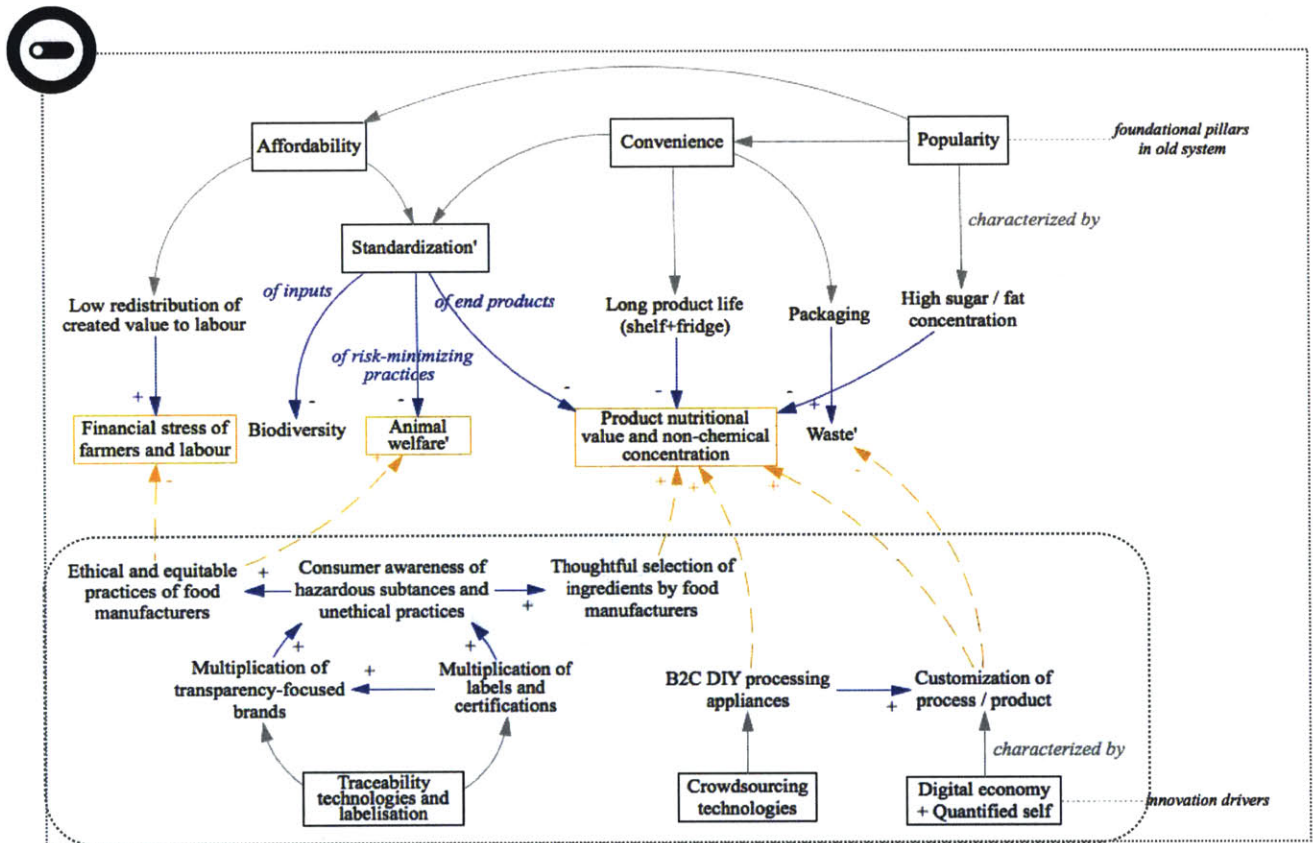 Affordability
Convenience
Popularity
foundational pillars
in old system
characterized by
Standardization'
of inputs
of end products
Low redistribution of
created value to labour
Long product life
(shelf+fridge)
Packaging
High sugar / fat
concentration
of risk-minimizing
practices
+
-
-
-
-
-
+
Financial stress of
farmers and labour
Biodiversity
Animal
welfare'
Product nutritional
value and non-chemical
concentration
Waste'
-
+
+
+
+
-
Ethical and equitable
practices of food
manufacturers
+
Consumer awareness of
hazardous subtances and
unethical practices
+
Thoughtful selection of
ingredients by food
manufacturers
+
+
Multiplication of
transparency-focused
brands
+
Multiplication of
labels and
certifications
B2C DIY processing
appliances
+
Customization of
process / product
characterized by
Traceability
technologies and
labelisation
Crowdsourcing
technologies
Digital economy
+ Quantified self
innovation drivers